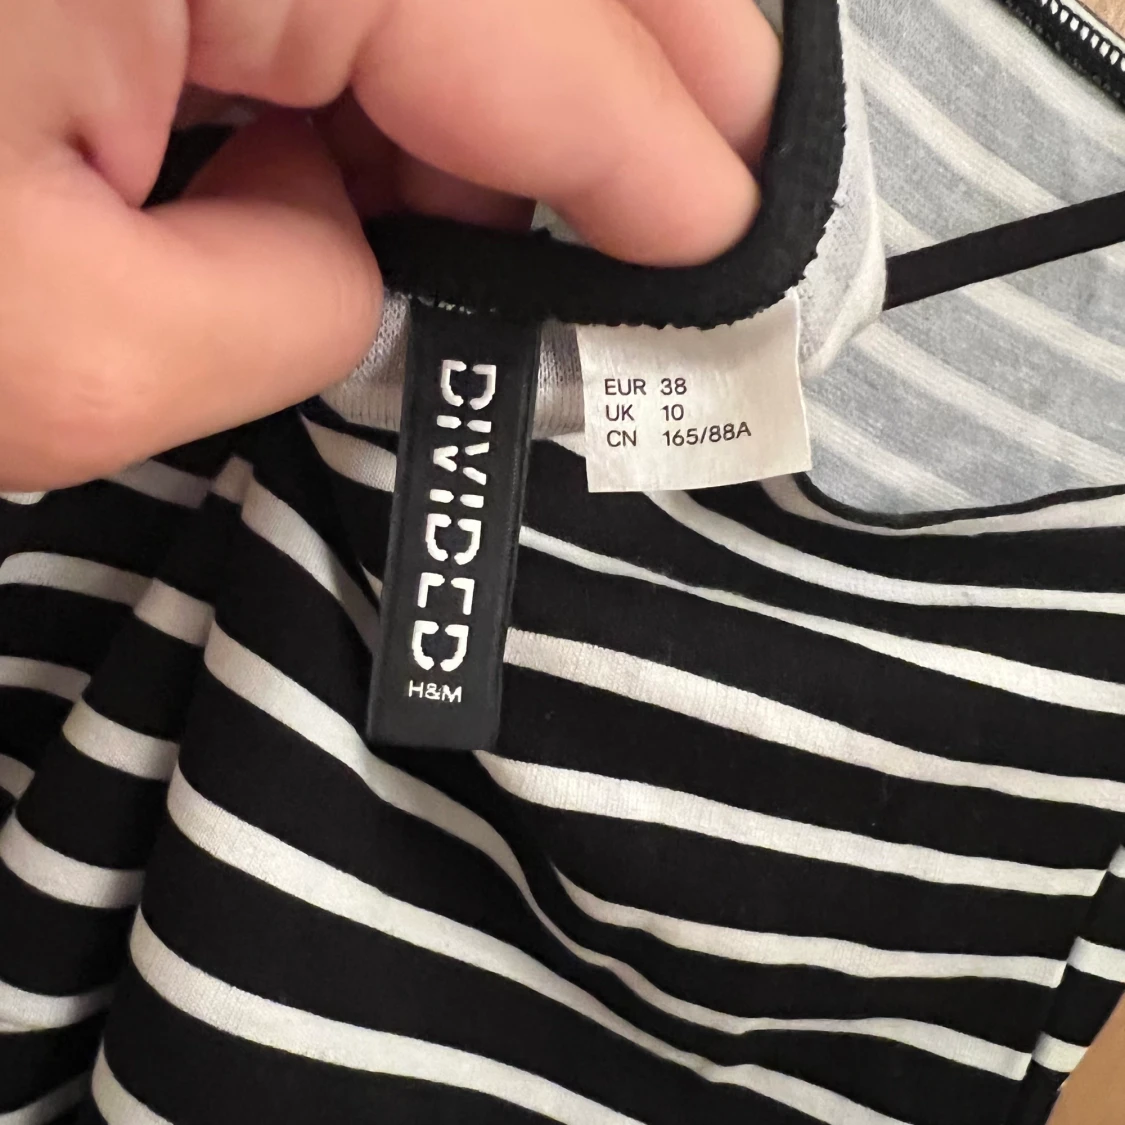 DIVIDED
H&M
EUR 38
UK 10
CN 165/88A